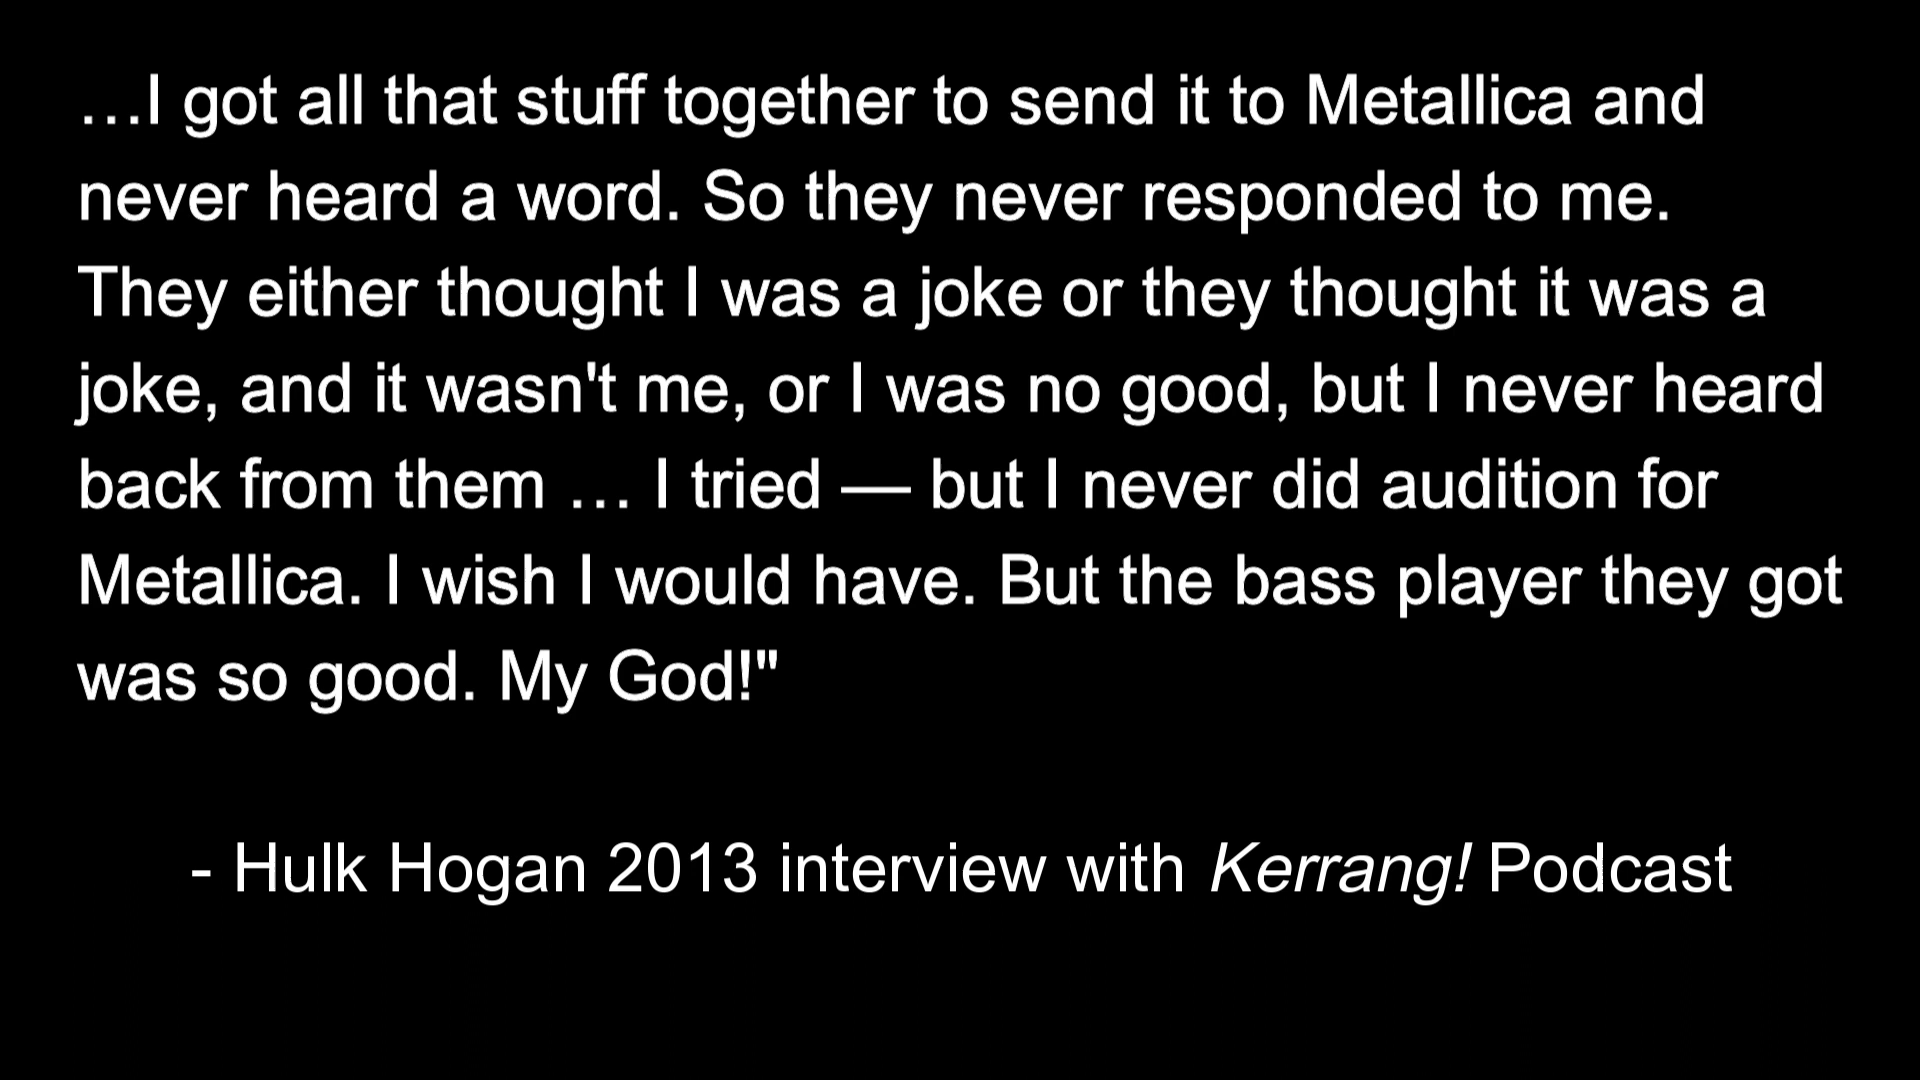 …I got all that stuff together to send it to Metallica and
never heard a word. So they never responded to me.
They either thought I was a joke or they thought it was a
joke, and it wasn't me, or I was no good, but I never heard
back from them … I tried — but I never did audition for
Metallica. I wish I would have. But the bass player they got
was so good. My God!"
- Hulk Hogan 2013 interview with Kerrang! Podcast